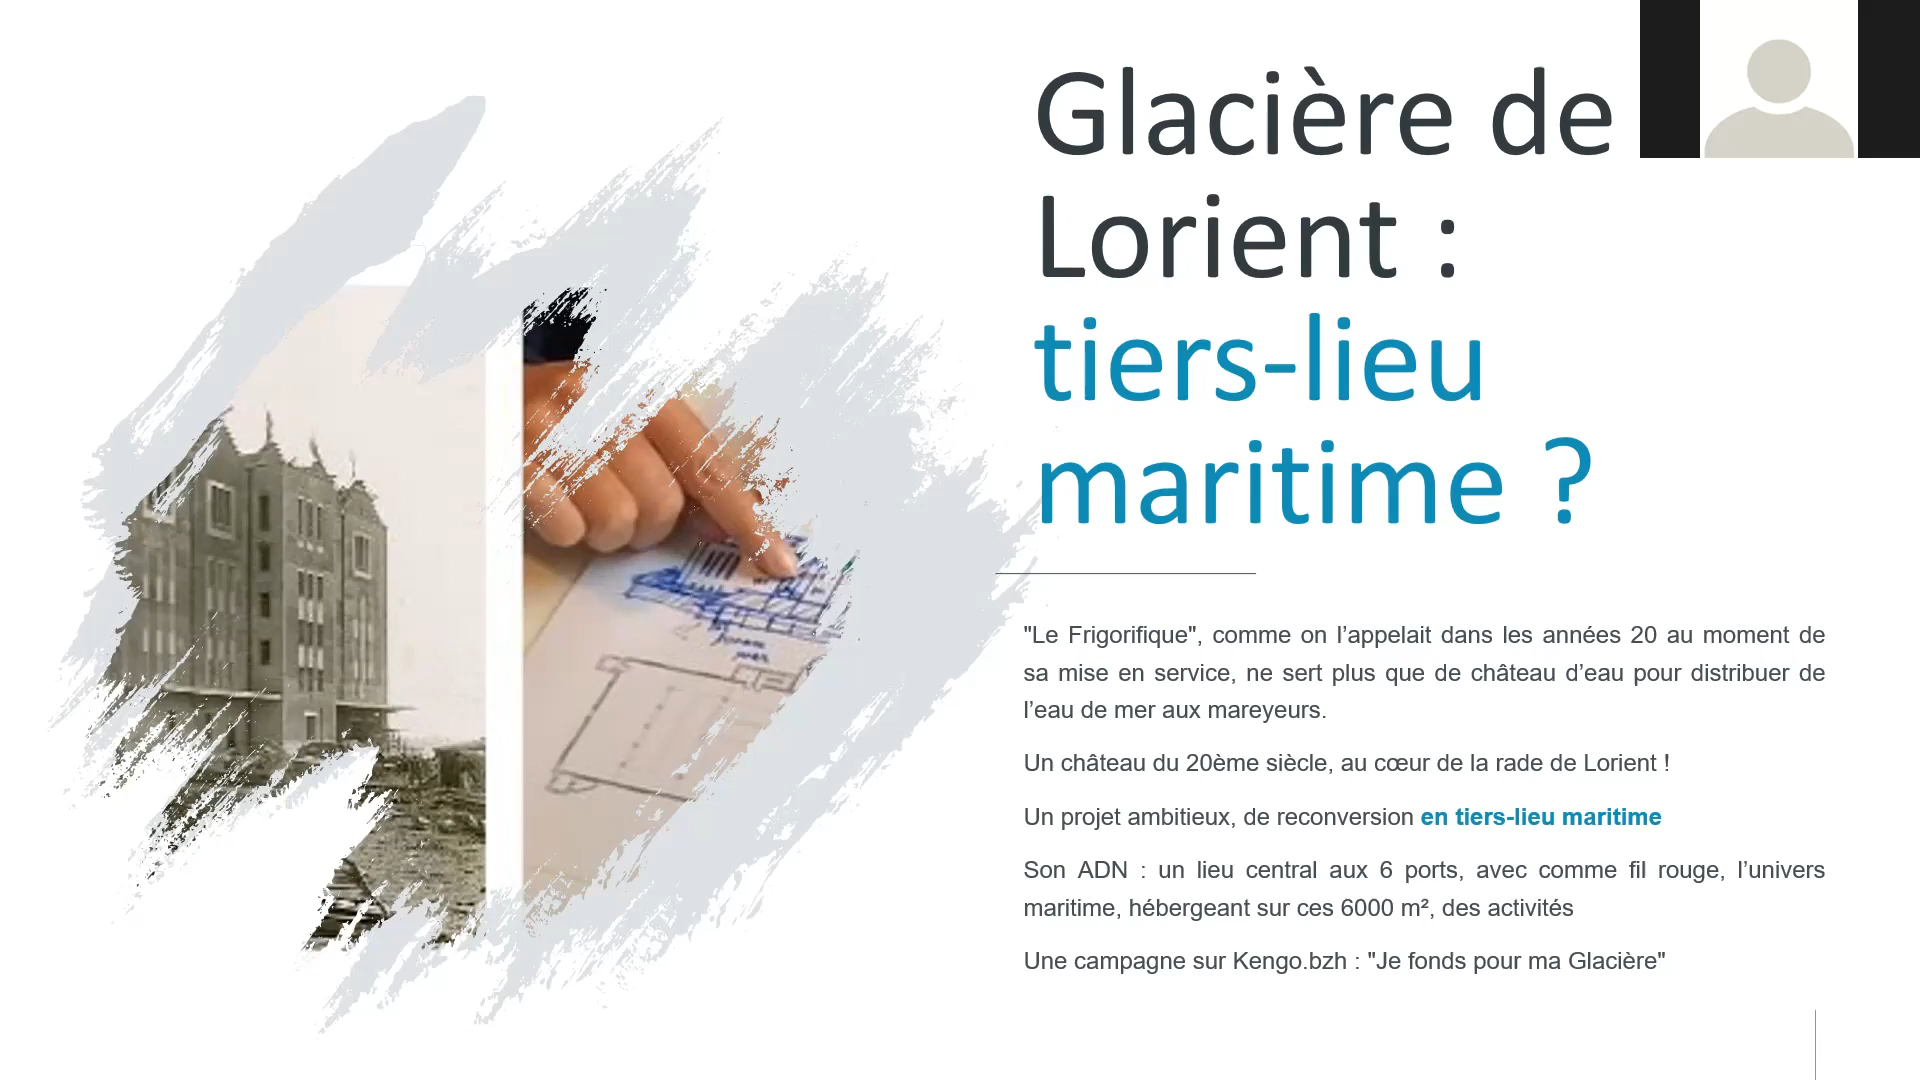 Glacière de
Lorient :
tiers-lieu
maritime ?
"Le Frigorifique", comme on l’appelait dans les années 20 au moment de
sa mise en service, ne sert plus que de château d’eau pour distribuer de
l’eau de mer aux mareyeurs.
Un château du 20ème siècle, au cœur de la rade de Lorient !
Un projet ambitieux, de reconversion en tiers-lieu maritime
Son ADN : un lieu central aux 6 ports, avec comme fil rouge, l’univers
maritime, hébergeant sur ces 6000 m², des activités
Une campagne sur Kengo.bzh : "Je fonds pour ma Glacière"